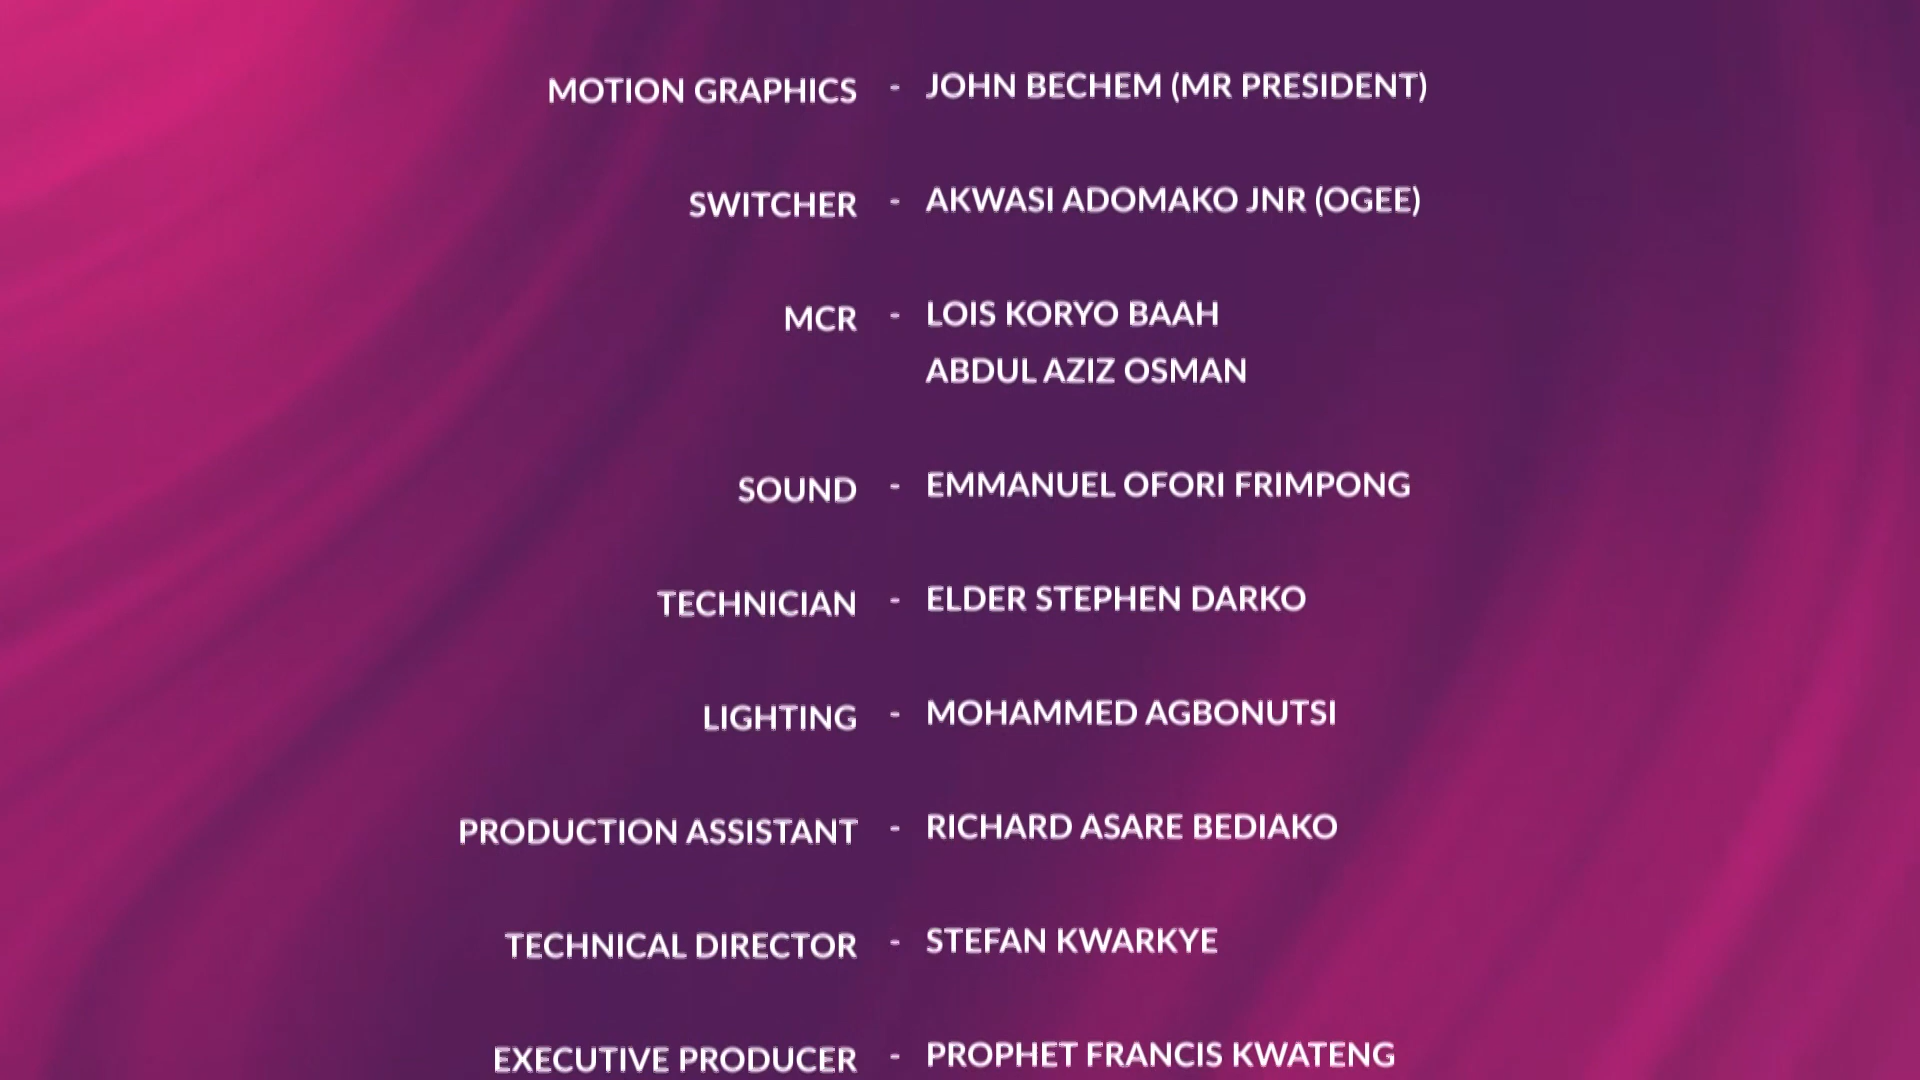 MOTION GRAPHICS - JOHN BECHEM (MR PRESIDENT)
SWITCHER - AKWASI ADOMAKO JNR (OGEE)
MCR - LOIS KORYO BAAH
ABDUL AZIZ OSMAN
SOUND - EMMANUEL OFORI FRIMPONG
TECHNICIAN - ELDER STEPHEN DARKO
LIGHTING - MOHAMMED AGBONUTSI
PRODUCTION ASSISTANT - RICHARD ASARE BEDIAKO
TECHNICAL DIRECTOR - STEFAN KWARKYE
EXECUTIVE PRODUCER - PROPHET FRANCIS KWATENG